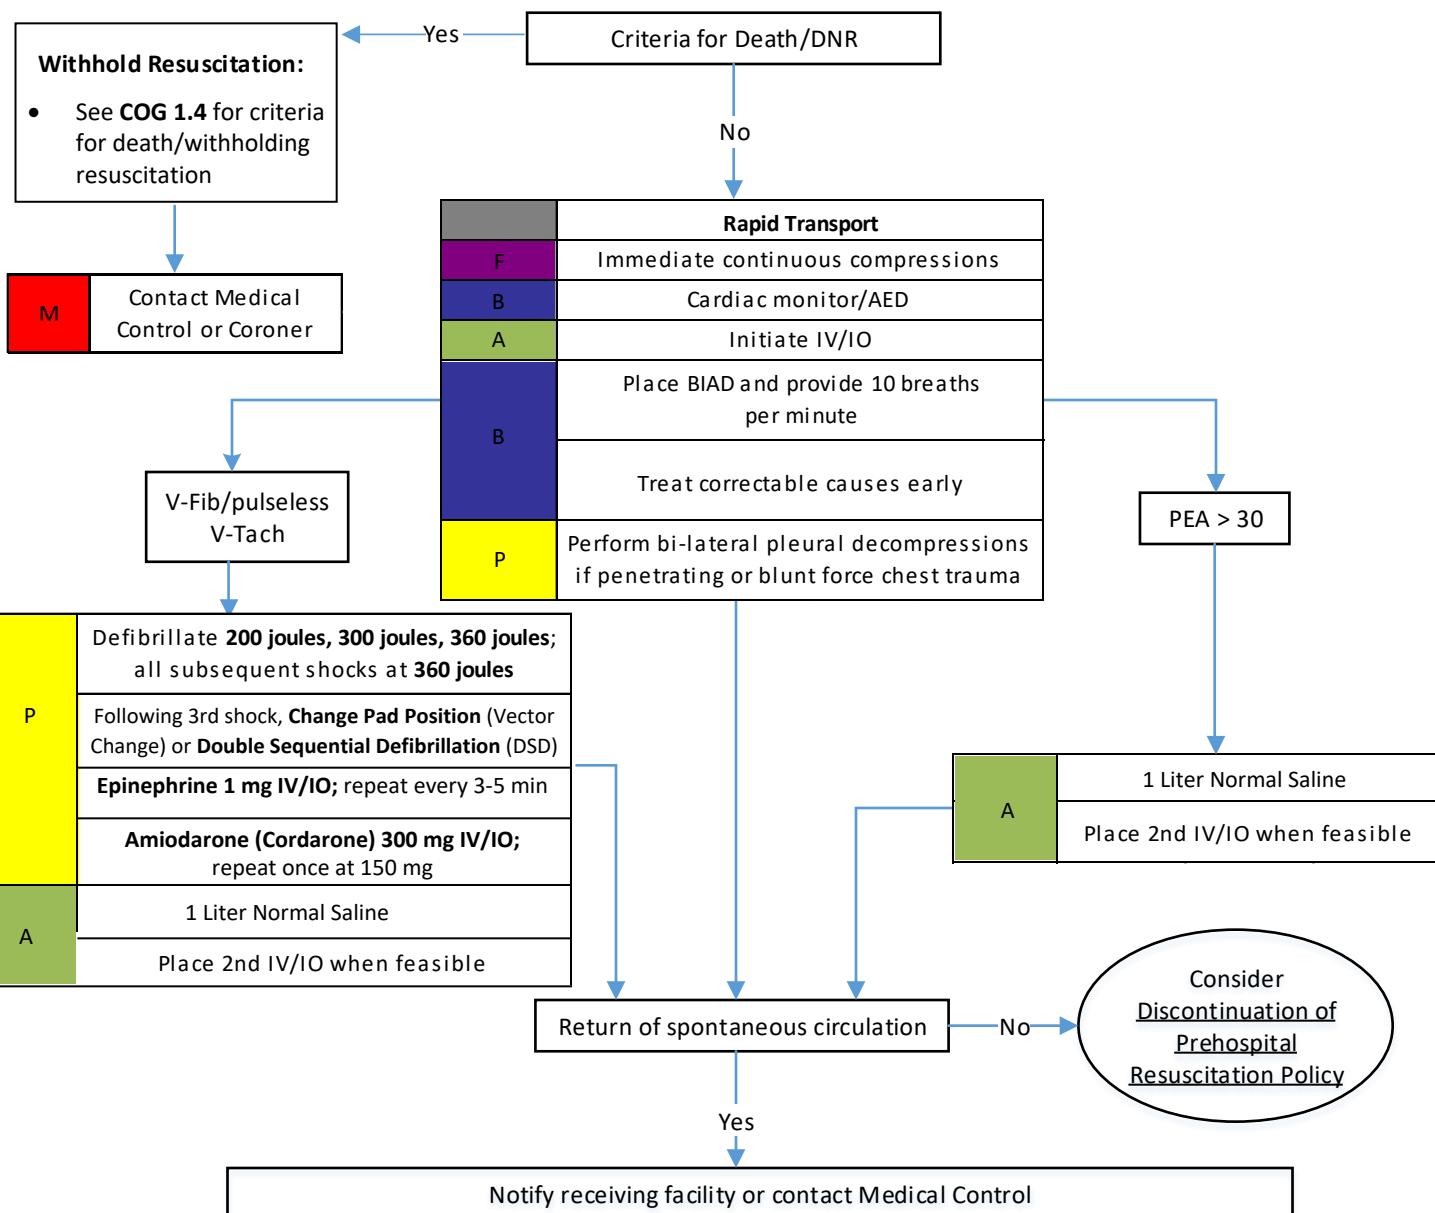 Criteria for Death/DNR
Yes
Withhold Resuscitation:
• See COG 1.4 for criteria
for death/withholding
resuscitation
M
Contact Medical
Control or Coroner
No
Rapid Transport
F
Immediate continuous compressions
B
Cardiac monitor/AED
A
Initiate IV/IO
B
Place BIAD and provide 10 breaths
per minute
Treat correctable causes early
P
Perform bi-lateral pleural decompressions
if penetrating or blunt force chest trauma
V-Fib/pulseless
V-Tach
P
Defibrillate 200 joules, 300 joules, 360 joules;
all subsequent shocks at 360 joules
Following 3rd shock, Change Pad Position (Vector
Change) or Double Sequential Defibrillation (DSD)
Epinephrine 1 mg IV/IO; repeat every 3-5 min
Amiodarone (Cordarone) 300 mg IV/IO;
repeat once at 150 mg
A
1 Liter Normal Saline
Place 2nd IV/IO when feasible
PEA > 30
A
1 Liter Normal Saline
Place 2nd IV/IO when feasible
Return of spontaneous circulation
No
Consider
Discontinuation of
Prehospital
Resuscitation Policy
Yes
Notify receiving facility or contact Medical Control